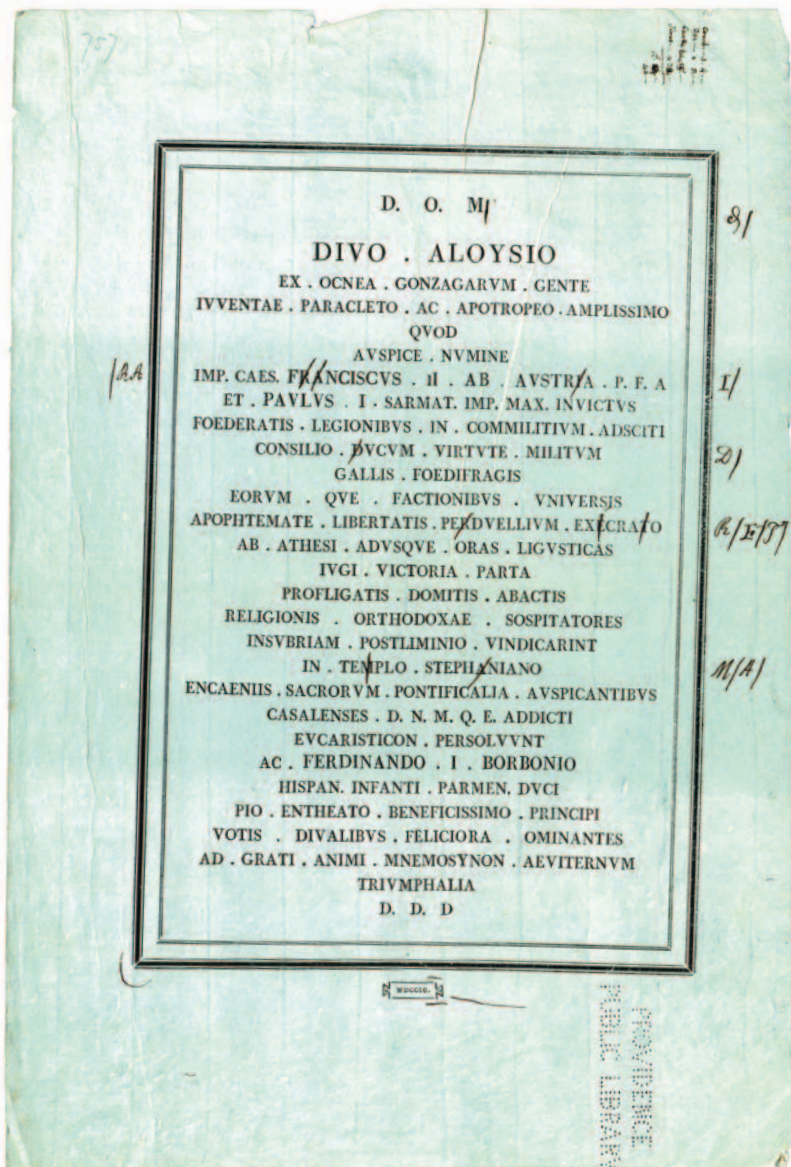 757
D. O. M
DIVO . ALOYSIO
EX . OCNEA . GONZAGARVM . GENTE
IVVENTAE . PARACLETO . AC . APOTROPEO . AMPLISSIMO
QVOD
AVSPICE . NVMINE
/AA IMP. CAES. FRANCISCVS . II . AB . AVSTRIA . P. F. A I/
ET . PAVLVS . I . SARMAT. IMP. MAX. INVICTVS
FOEDERATIS . LEGIONIBVS . IN . COMMILITIVM . ADSCITI
CONSILIO . DVCVM . VIRTVTE . MILITVM D/
GALLIS . FOEDIFRAGIS
EORVM . QVE . FACTIONIBVS . VNIVERSIS
APOPHTEMATE . LIBERTATIS . PERDVELLIVM . EXECRATO R/E/T/
AB . ATHESI . ADVSQVE . ORAS . LIGVSTICAS
IVGI . VICTORIA . PARTA
PROFLIGATIS . DOMITIS . ABACTIS
RELIGIONIS . ORTHODOXAE . SOSPITATORES
INSVBRIAM . POSTLIMINIO . VINDICARINT
IN . TEMPLO . STEPHANIANO M/A/
ENCAENIIS . SACRORVM . PONTIFICALIA . AVSPICANTIBVS
CASALENSES . D. N. M. Q. E. ADDICTI
EVCARISTICON . PERSOLVVNT
AC . FERDINANDO . I . BORBONIO
HISPAN. INFANTI . PARMEN. DVCI
PIO . ENTHEATO . BENEFICISSIMO . PRINCIPI
VOTIS . DIVALIBVS . FELICIORA . OMINANTES
AD . GRATI . ANIMI . MNEMOSYNON . AEVITERNVM
TRIVMPHALIA
D. D. D
MDCCIC.
PROVIDENCE
PUBLIC LIBRARY